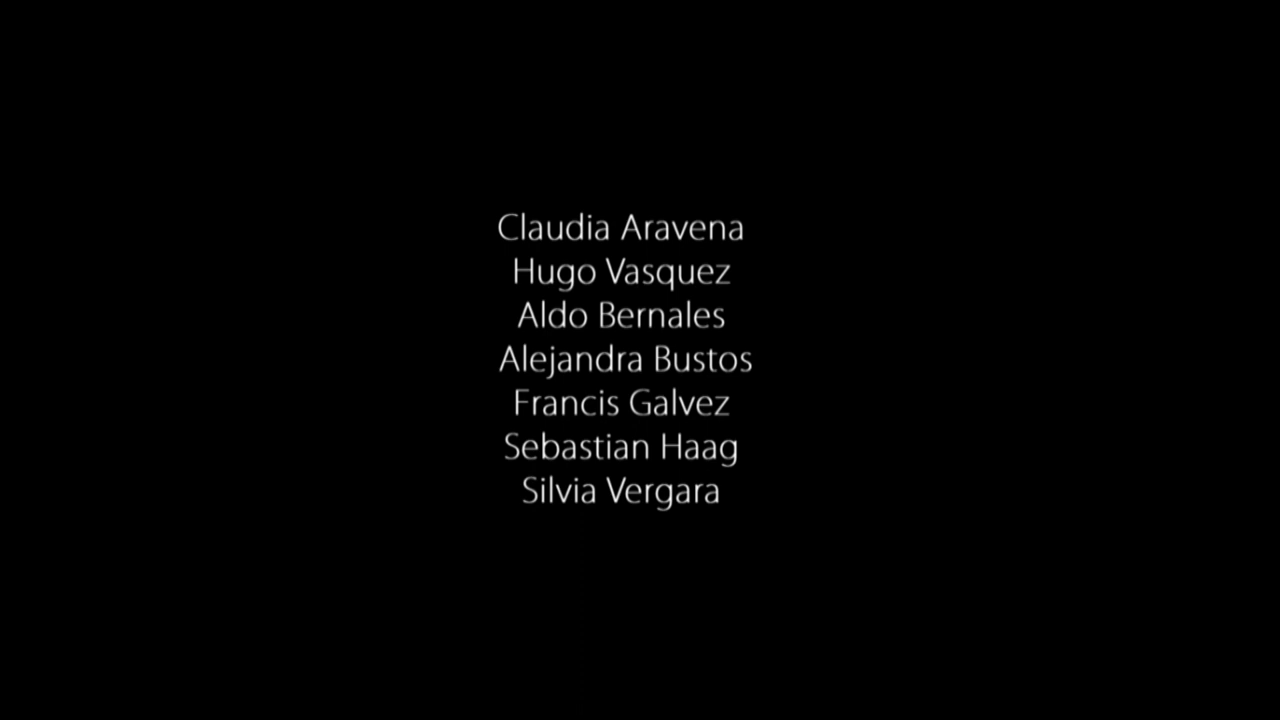 Claudia Aravena
Hugo Vasquez
Aldo Bernales
Alejandra Bustos
Francis Galvez
Sebastian Haag
Silvia Vergara